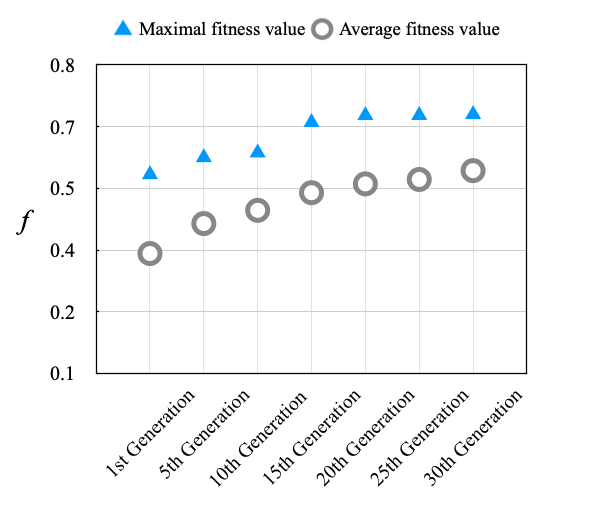 Maximal fitness value Average fitness value
0.8
0.7
0.5
f
0.4
0.2
0.1
1st Generation
5th Generation
10th Generation
15th Generation
20th Generation
25th Generation
30th Generation